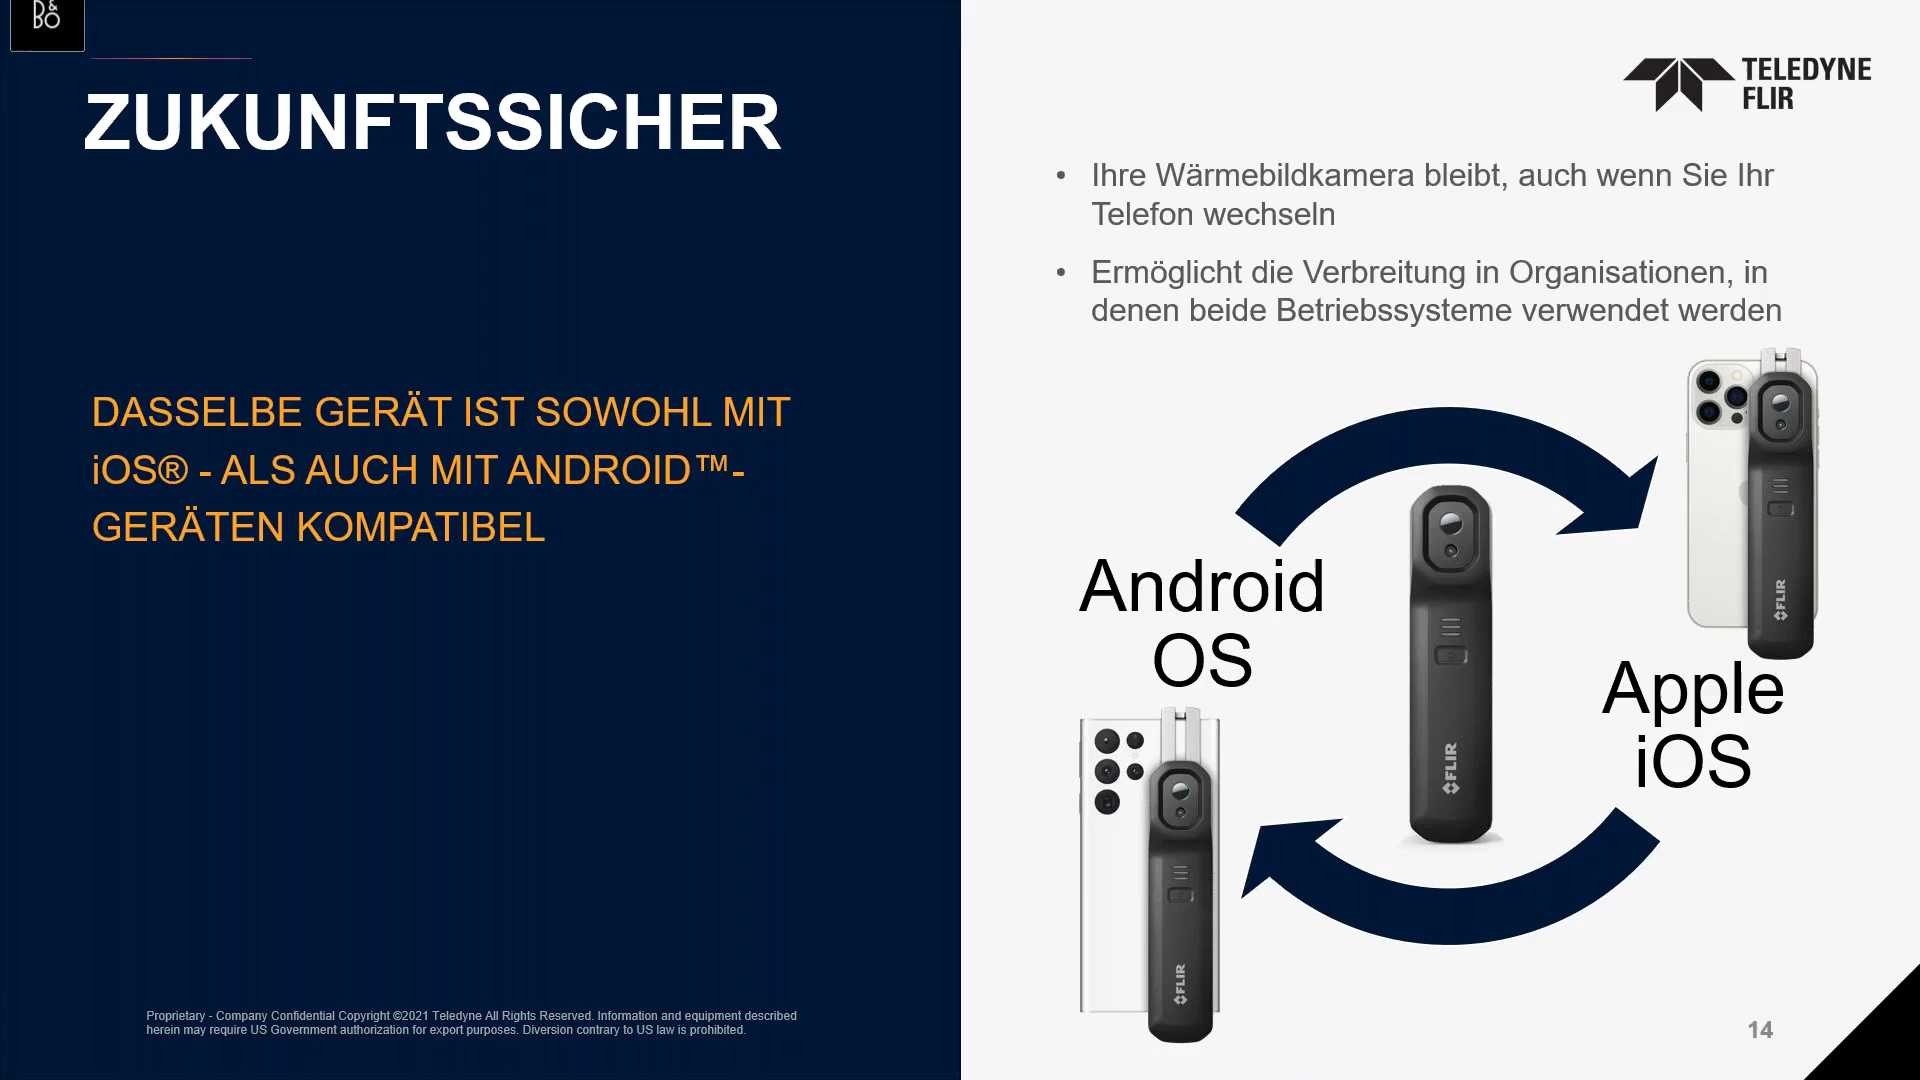 B&
BO
ZUKUNFTSSICHER
DASSELBE GERÄT IST SOWOHL MIT
iOS® - ALS AUCH MIT ANDROID™-
GERÄTEN KOMPATIBEL
Proprietary - Company Confidential Copyright ©2021 Teledyne All Rights Reserved. Information and equipment described
herein may require US Government authorization for export purposes. Diversion contrary to US law is prohibited.
TELEDYNE
FLIR
• Ihre Wärmebildkamera bleibt, auch wenn Sie Ihr
Telefon wechseln
• Ermöglicht die Verbreitung in Organisationen, in
denen beide Betriebssysteme verwendet werden
Android
OS
Apple
iOS
FLIR
FLIR
FLIR
14